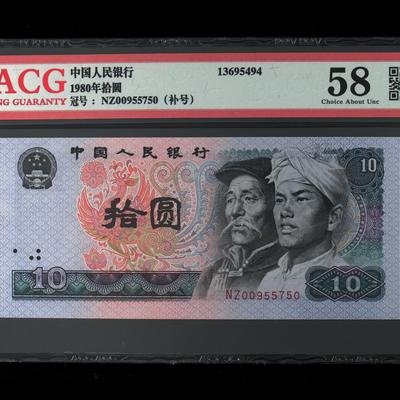 ACG
NG GUARANTY
中国人民银行
1980年拾圆
冠号：NZ00955750（补号）
13695494
58
Choice About Unc
中国人民银行
10
拾圆
10
NZ00955750
10